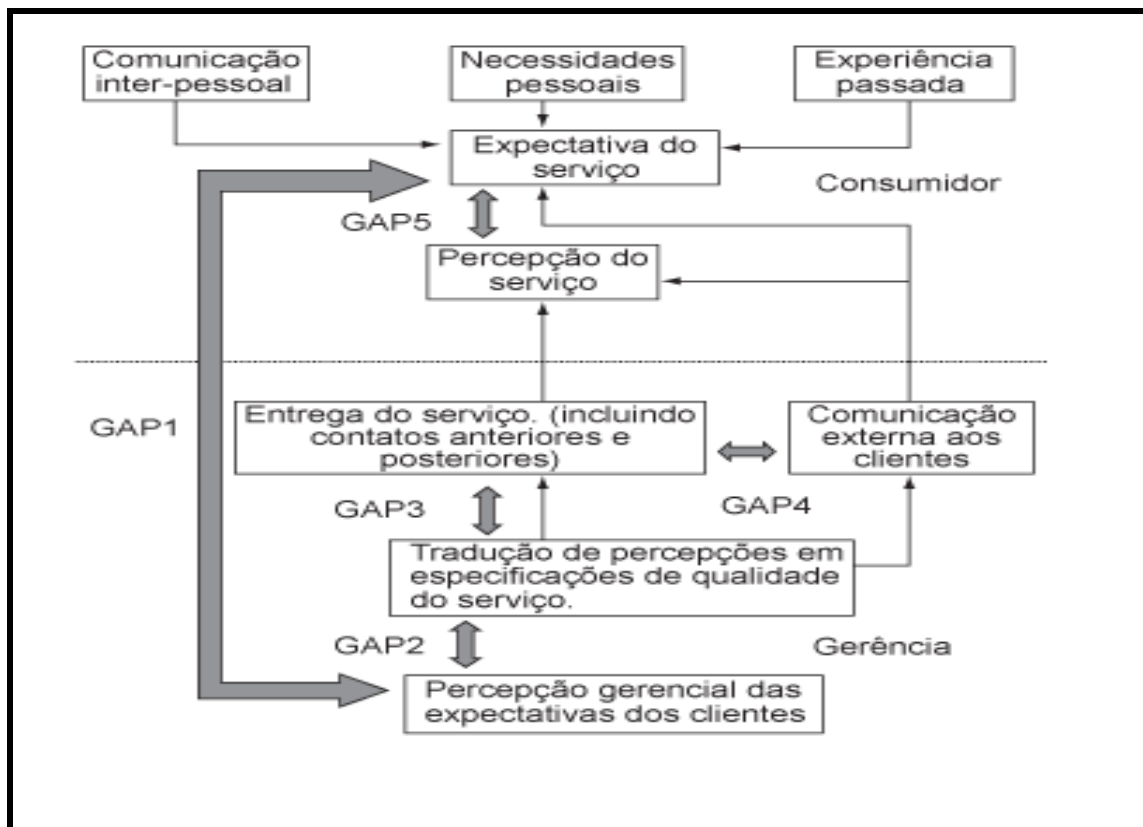 Comunicação
inter-pessoal
Necessidades
pessoais
Experiência
passada
Expectativa do
serviço
Consumidor
GAP5
Percepção do
serviço
GAP1
Entrega do serviço. (incluindo
contatos anteriores e
posteriores)
Comunicação
externa aos
clientes
GAP3
GAP4
Tradução de percepções em
especificações de qualidade
do serviço.
GAP2
Gerência
Percepção gerencial das
expectativas dos clientes